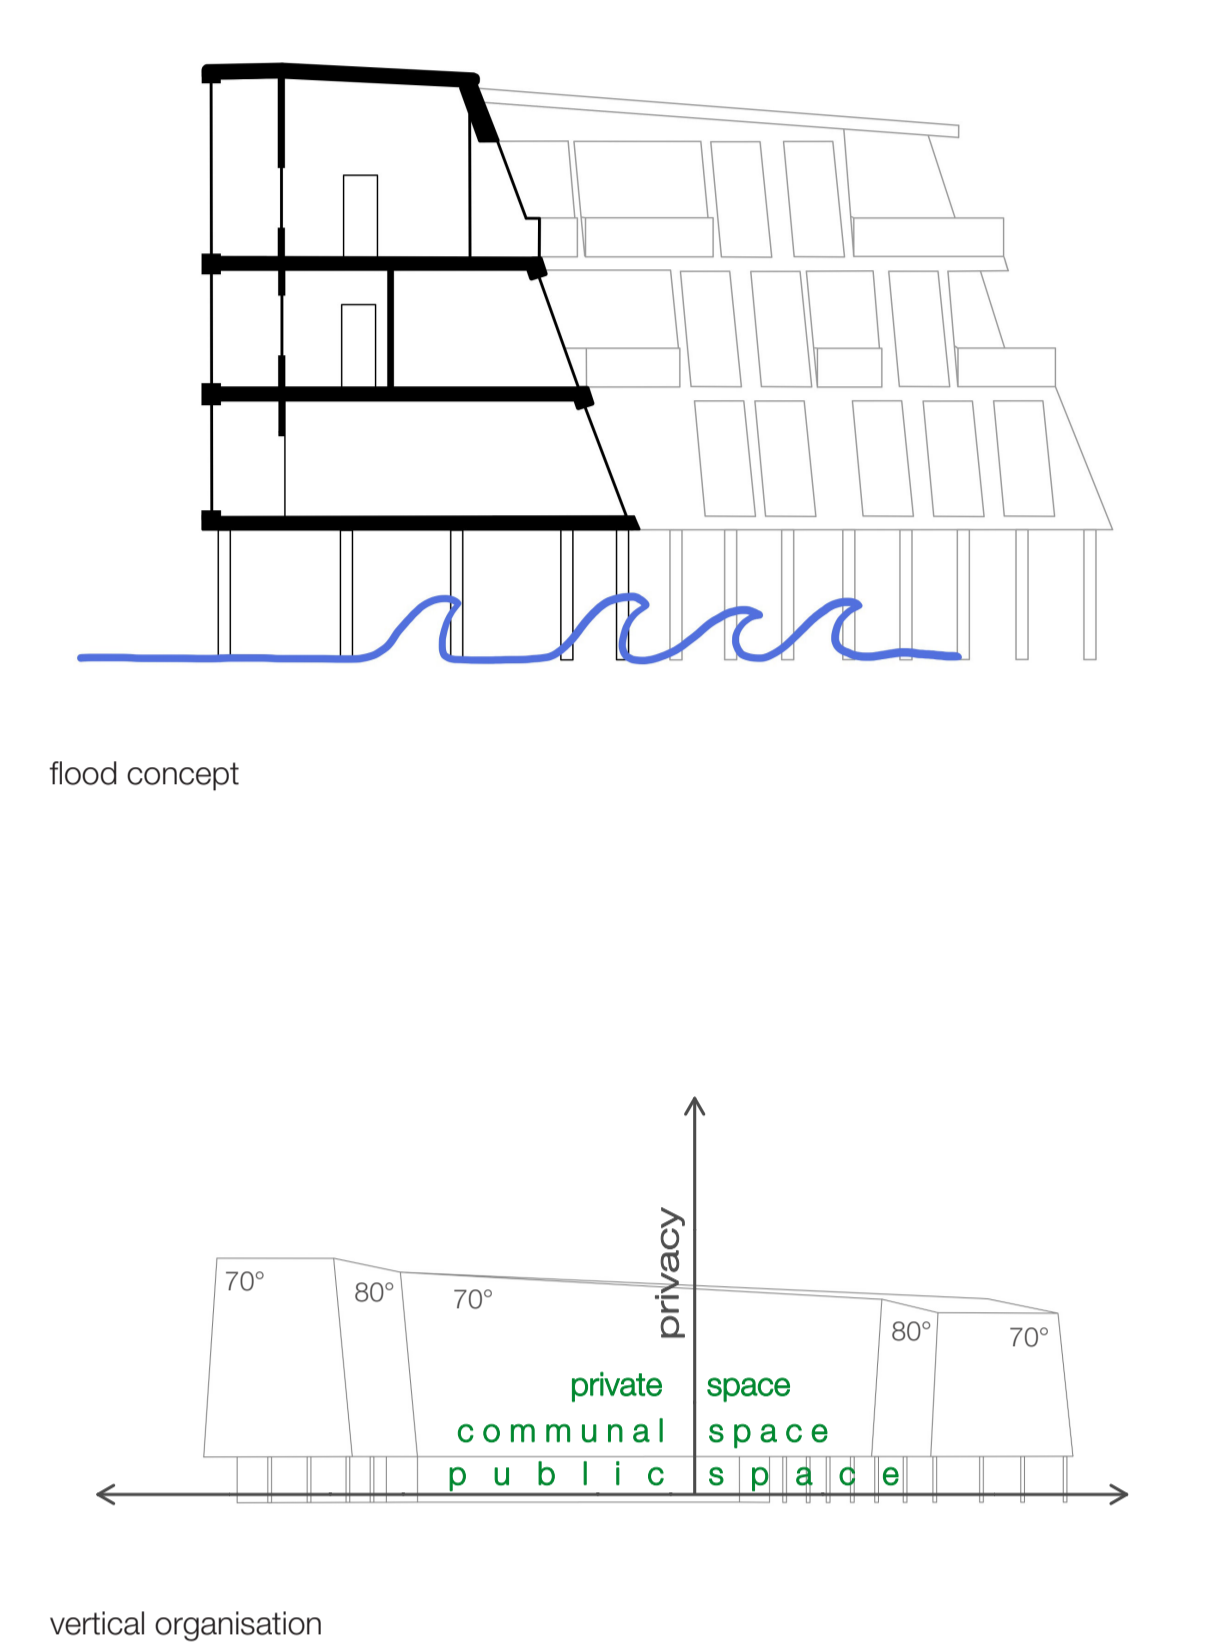 flood concept
privacy
70°
80°
70°
80°
70°
private space
communal space
public space
vertical organisation